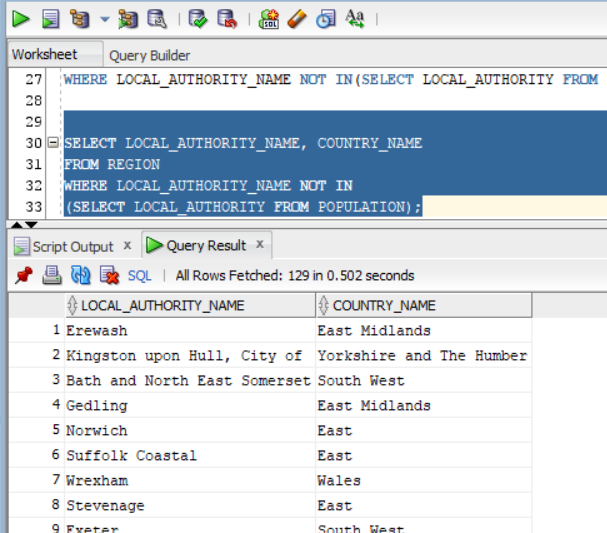 SQL
Worksheet Query Builder
27 WHERE LOCAL_AUTHORITY_NAME NOT IN(SELECT LOCAL_AUTHORITY FROM
28
29
30 SELECT LOCAL_AUTHORITY_NAME, COUNTRY_NAME
31 FROM REGION
32 WHERE LOCAL_AUTHORITY_NAME NOT IN
33 (SELECT LOCAL_AUTHORITY FROM POPULATION);
Script Output x Query Result x
SQL | All Rows Fetched: 129 in 0.502 seconds
LOCAL_AUTHORITY_NAME COUNTRY_NAME
1 Erewash East Midlands
2 Kingston upon Hull, City of Yorkshire and The Humber
3 Bath and North East Somerset South West
4 Gedling East Midlands
5 Norwich East
6 Suffolk Coastal East
7 Wrexham Wales
8 Stevenage East
9 Exeter South West